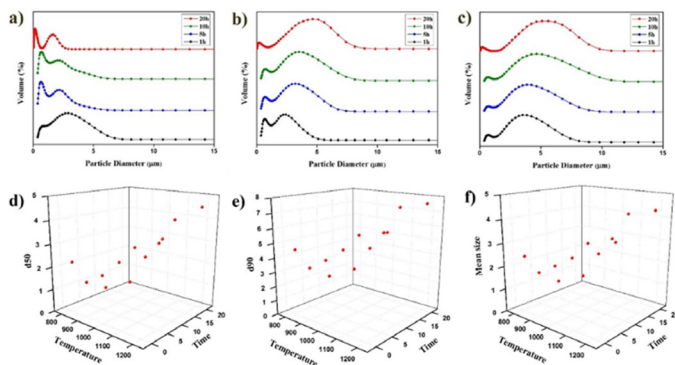 a)
20h
10h
5h
1h
Volume (%)
0 5 10 15
Particle Diameter (μm)
b)
20h
10h
5h
1h
Volume (%)
0 5 10 15
Particle Diameter (μm)
c)
20h
10h
5h
1h
Volume (%)
0 5 10 15
Particle Diameter (μm)
d)
5
4
3
2
1
0
d50
800
900
1000
1100
1200
Temperature
0
5
10
15
20
Time
e)
8
7
6
5
4
3
2
1
0
d90
800
900
1000
1100
1200
Temperature
0
5
10
15
20
Time
f)
5
4
3
2
1
Mean size
800
900
1000
1100
1200
Temperature
0
5
10
15
Time